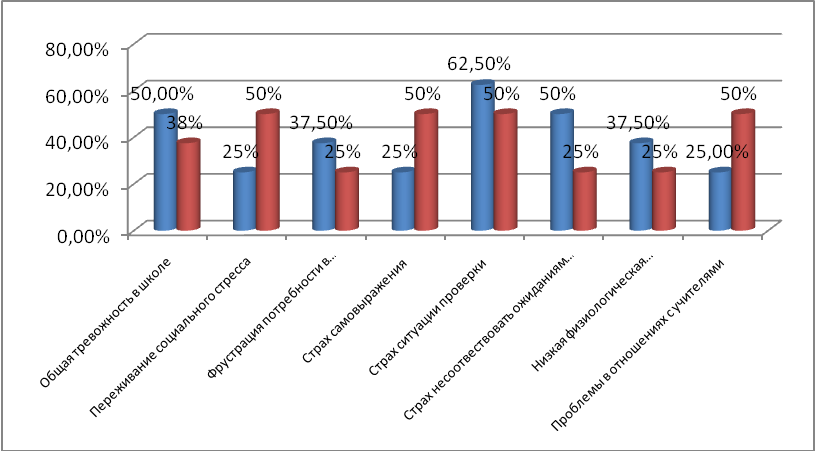 80,00%
60,00%
40,00%
20,00%
0,00%
50,00%
38%
25%
50%
37,50%
25%
25%
50%
62,50%
50%
50%
25%
37,50%
25%
25,00%
50%
Общая тревожность в школе
Переживание социального стресса
Фрустрация потребности в...
Страх самовыражения
Страх ситуации проверки
Страх несоотвествовать ожиданиям...
Низкая физиологическая...
Проблемы в отношениях с учителями